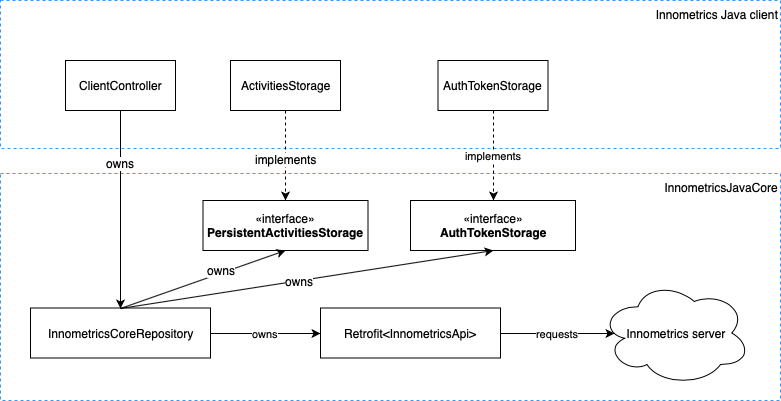 Innometrics Java client
ClientController
ActivitiesStorage
AuthTokenStorage
owns
implements
implements
InnometricsJavaCore
«interface»
PersistentActivitiesStorage
«interface»
AuthTokenStorage
owns
owns
InnometricsCoreRepository
owns
Retrofit<InnometricsApi>
requests
Innometrics server